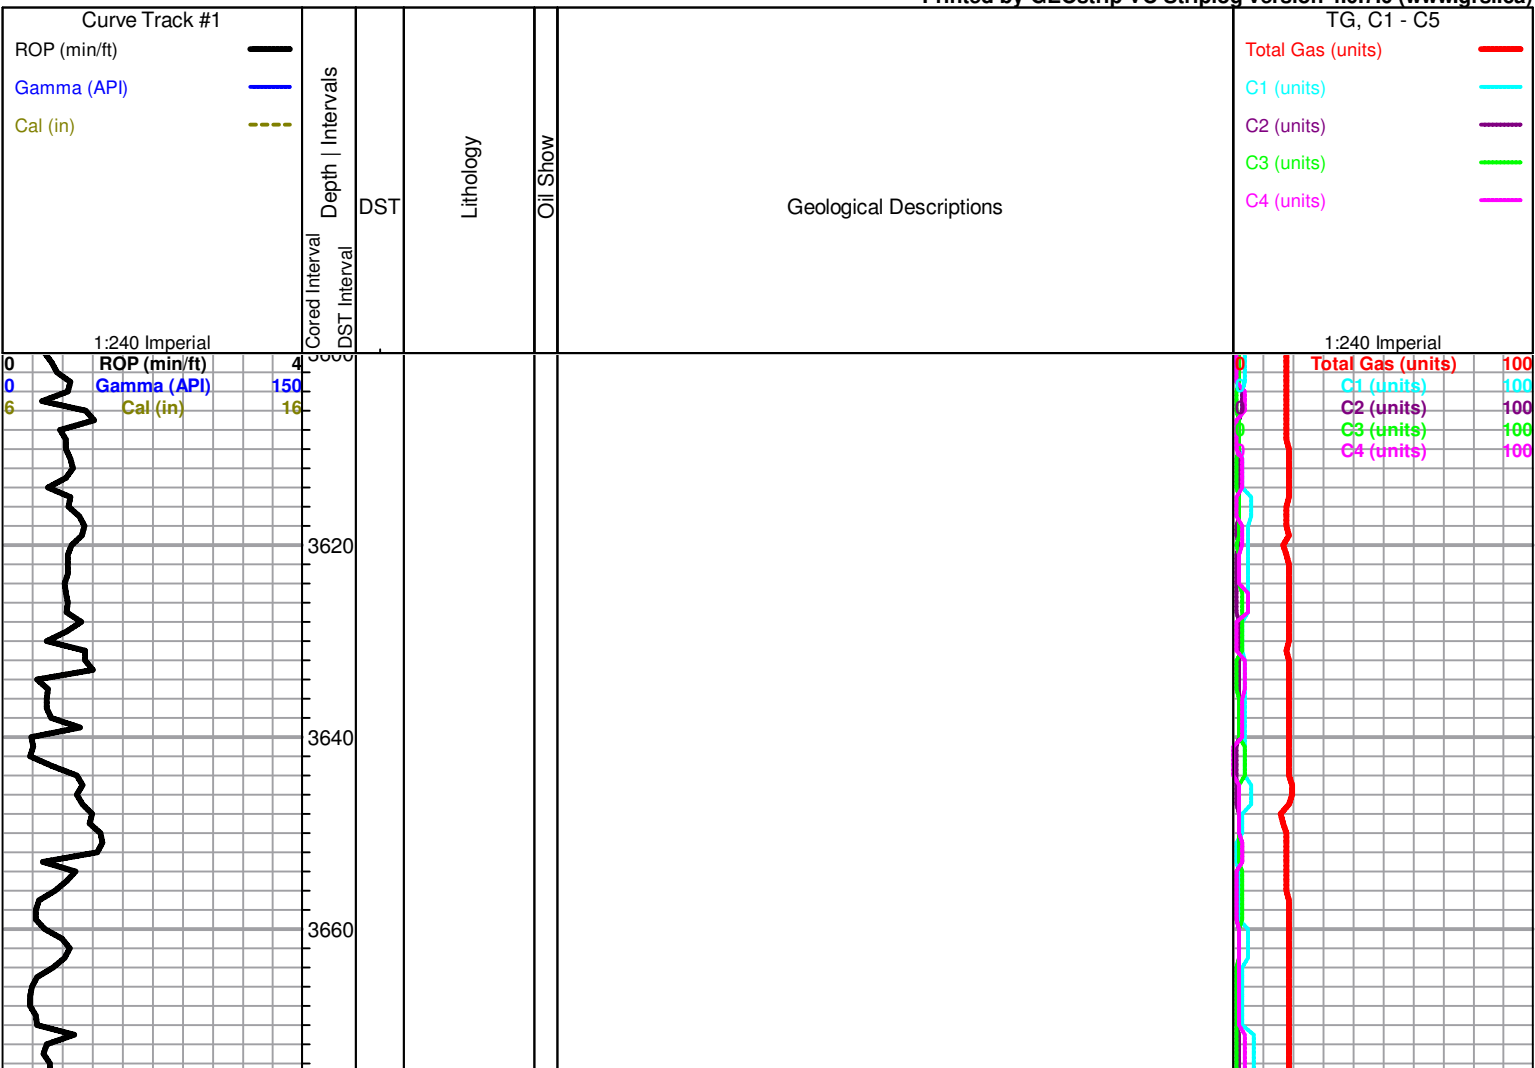 Curve Track #1
ROP (min/ft)
Gamma (API)
Cal (in)
1:240 Imperial
Cored Interval
Depth | Intervals
DST Interval
DST
Lithology
Oil Show
Geological Descriptions
TG, C1 - C5
Total Gas (units)
C1 (units)
C2 (units)
C3 (units)
C4 (units)
1:240 Imperial
0 ROP (min/ft) 4
0 Gamma (API) 150
6 Cal (in) 16
3600
3620
3640
3660
0 Total Gas (units) 100
C1 (units) 100
0 C2 (units) 100
0 C3 (units) 100
0 C4 (units) 100